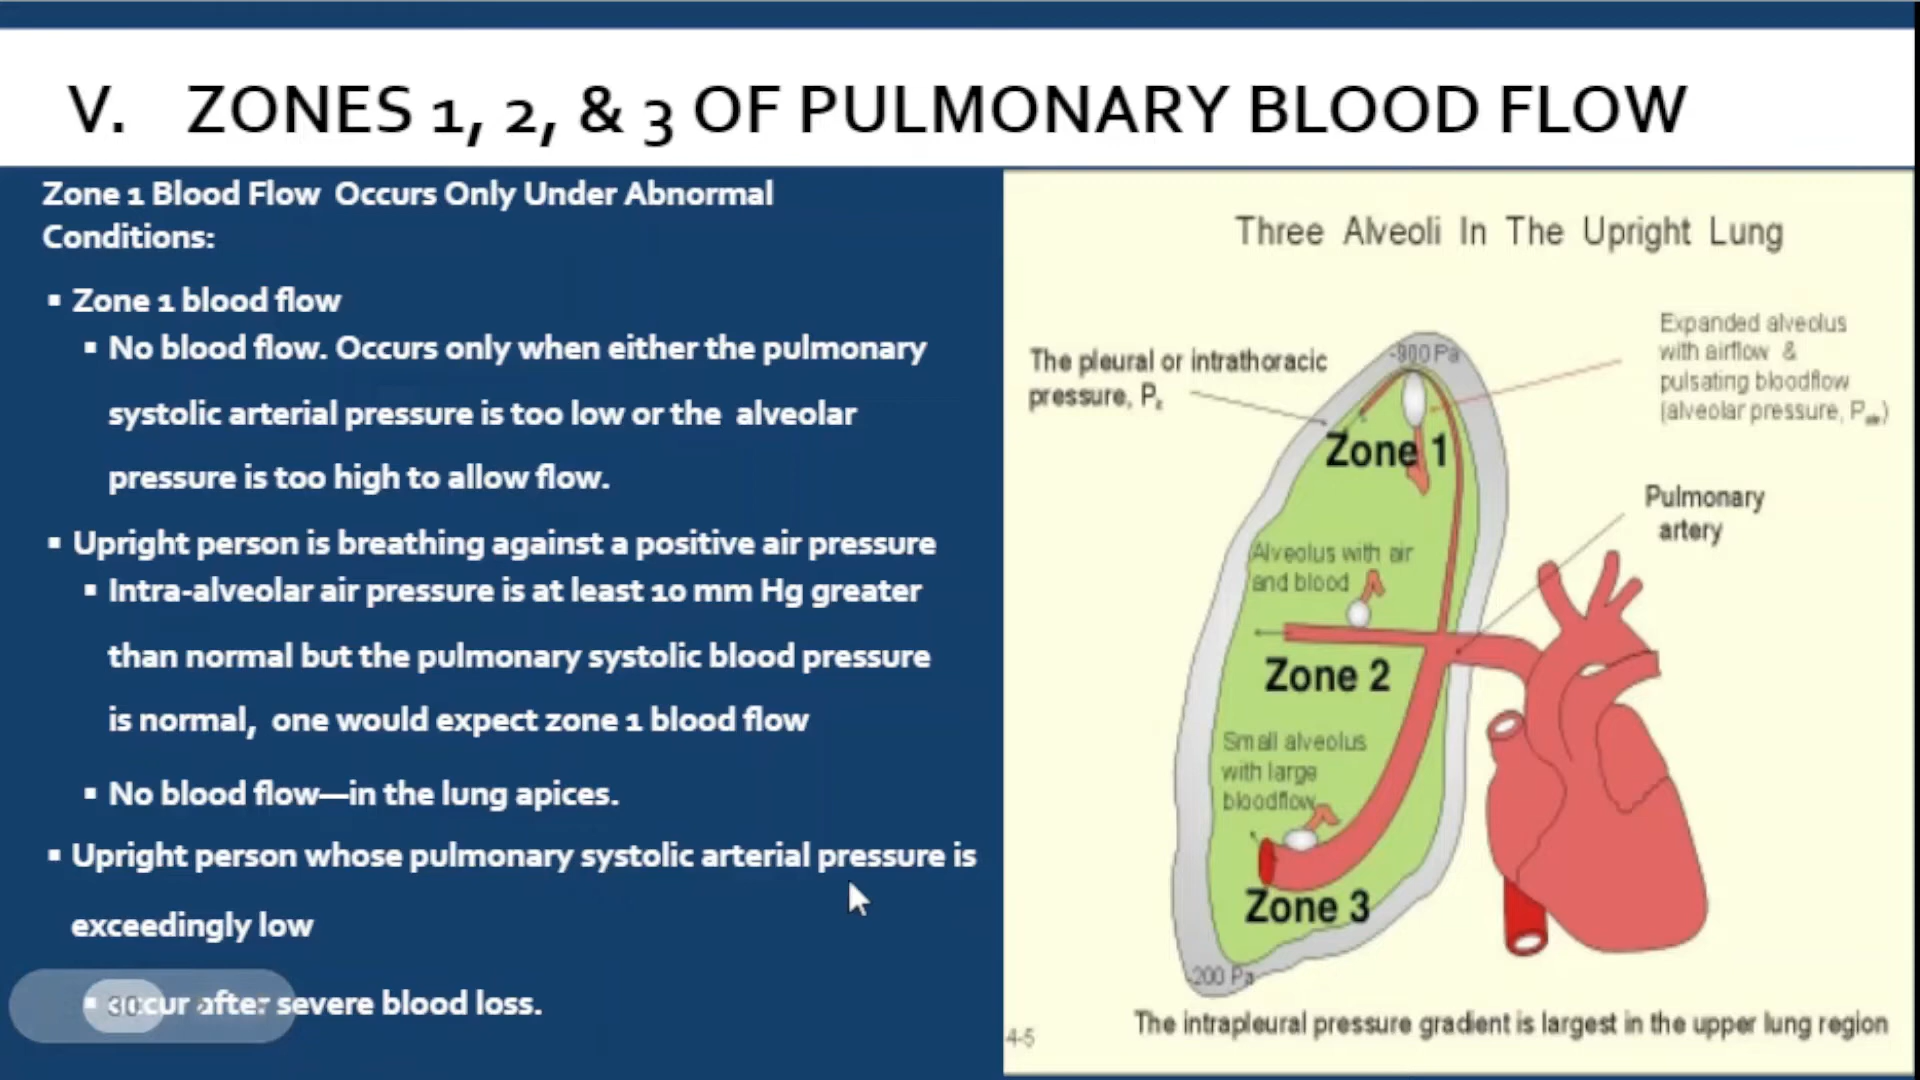 V. ZONES 1, 2, & 3 OF PULMONARY BLOOD FLOW
Zone 1 Blood Flow Occurs Only Under Abnormal
Conditions:
▪ Zone 1 blood flow
▪ No blood flow. Occurs only when either the pulmonary
systolic arterial pressure is too low or the alveolar
pressure is too high to allow flow.
▪ Upright person is breathing against a positive air pressure
▪ Intra-alveolar air pressure is at least 10 mm Hg greater
than normal but the pulmonary systolic blood pressure
is normal, one would expect zone 1 blood flow
▪ No blood flow—in the lung apices.
▪ Upright person whose pulmonary systolic arterial pressure is
exceedingly low
▪ after severe blood loss.
30
Three Alveoli In The Upright Lung
The pleural or intrathoracic
pressure, P
-900 Pa
Expanded alveolus
with airflow &
pulsating bloodflow
(alveolar pressure, P )
Zone 1
Pulmonary
artery
Alveolus with air
and blood
Zone 2
Small alveolus
with large
bloodflow
Zone 3
-200 Pa
The intrapleural pressure gradient is largest in the upper lung region
4-5